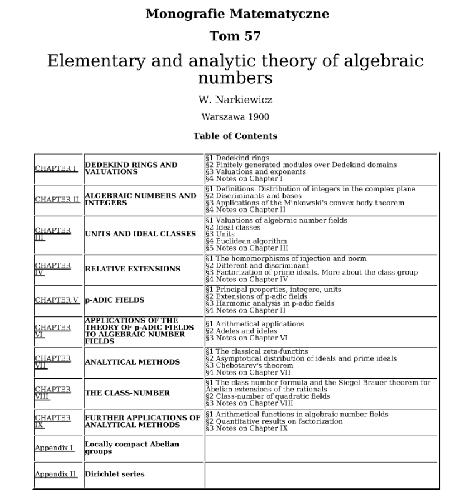 Monografie Matematyczne
Tom 57
Elementary and analytic theory of algebraic
numbers
W. Narkiewicz
Warszawa 1900
Table of Contents
CHAPTER I
DEDEKIND RINGS AND
VALUATIONS
§1 Dedekind rings
§2 Finitely generated modules over Dedekind domains
§3 Valuations and exponents
§4 Notes on Chapter I
CHAPTER II
ALGEBRAIC NUMBERS AND
INTEGERS
§1 Definitions. Distribution of integers in the complex plane
§2 Discriminants and bases
§3 Applications of the Minkowski's convex body theorem
§4 Notes on Chapter II
CHAPTER
III
UNITS AND IDEAL CLASSES
§1 Valuations of algebraic number fields
§2 Ideal classes
§3 Units
§4 Euclidean algorithm
§5 Notes on Chapter III
CHAPTER
IV
RELATIVE EXTENSIONS
§1 The homomorphisms of injection and norm
§2 Different and discriminant
§3 Factorization of prime ideals. More about the class group
§4 Notes on Chapter IV
CHAPTER V
p-ADIC FIELDS
§1 Principal properties, integers, units
§2 Extensions of p-adic fields
§3 Harmonic analysis in p-adic fields
§4 Notes on Chapter II
CHAPTER
VI
APPLICATIONS OF THE
THEORY OF p-ADIC FIELDS
TO ALGEBRAIC NUMBER
FIELDS
§1 Arithmetical applications
§2 Adeles and ideles
§3 Notes on Chapter VI
CHAPTER
VII
ANALYTICAL METHODS
§1 The classical zeta-functins
§2 Asymptotical distribution of ideals and prime ideals
§3 Chebotarev's theorem
§4 Notes on Chapter VII
CHAPTER
VIII
THE CLASS-NUMBER
§1 The class number formula and the Siegel-Brauer theorem for
Abelian extensions of the rationals
§2 Class-number of quadratic fields
§3 Notes on Chapter VIII
CHAPTER
IX
FURTHER APPLICATIONS OF
ANALYTICAL METHODS
§1 Arithmetical functions in algebraic number fields
§2 Quantitative results on factorization
§3 Notes on Chapter IX
Appendix I
Locally compact Abelian
groups
Appendix II
Dirichlet series